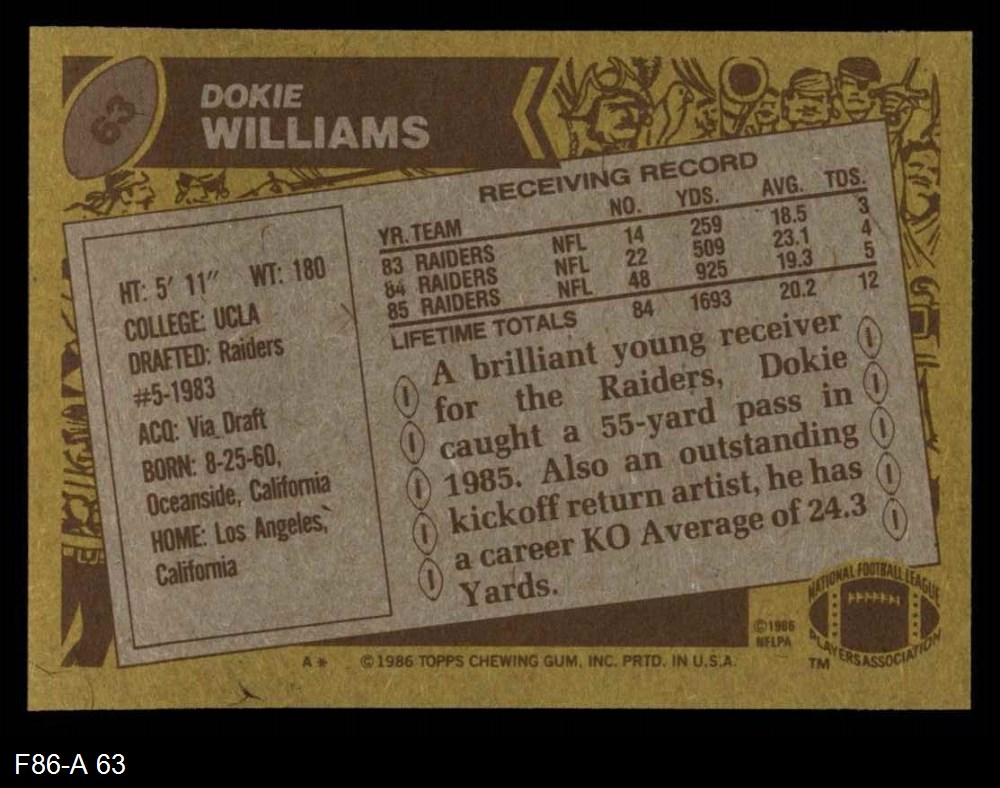 63
DOKIE
WILLIAMS
RECEIVING RECORD
YR. TEAM NO. YDS. AVG. TDS.
83 RAIDERS NFL 14 259 18.5 3
84 RAIDERS NFL 22 509 23.1 4
85 RAIDERS NFL 48 925 19.3 5
LIFETIME TOTALS 84 1693 20.2 12
HT: 5' 11" WT: 180
COLLEGE: UCLA
DRAFTED: Raiders
#5-1983
ACQ: Via Draft
BORN: 8-25-60,
Oceanside, California
HOME: Los Angeles,
California
A brilliant young receiver
for the Raiders, Dokie
caught a 55-yard pass in
1985. Also an outstanding
kickoff return artist, he has
a career KO Average of 24.3
Yards.
©1986
NFLPA
NATIONAL FOOTBALL LEAGUE
PLAYERS ASSOCIATION
TM
A* ©1986 TOPPS CHEWING GUM, INC. PRTD. IN U.S.A.
F86-A 63